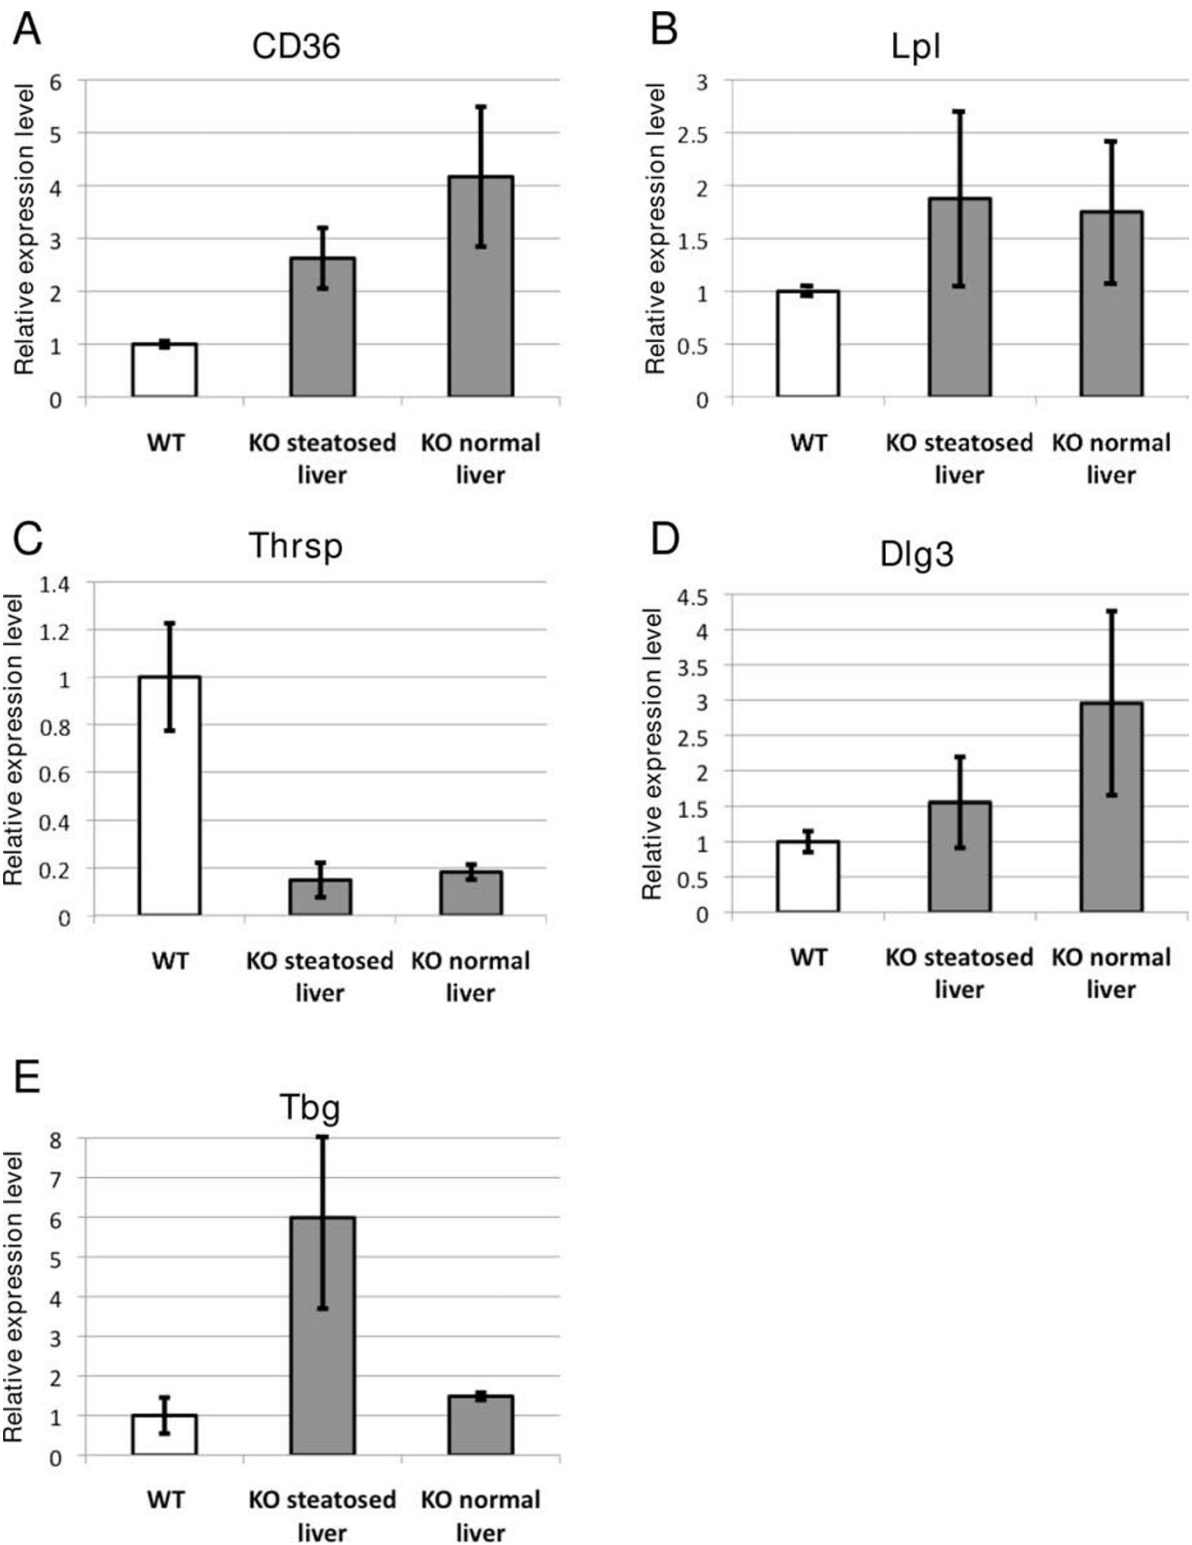 A
CD36
Relative expression level
6
5
4
3
2
1
0
WT
KO steatosed
liver
KO normal
liver
B
Lpl
Relative expression level
3
2.5
2
1.5
1
0.5
0
WT
KO steatosed
liver
KO normal
liver
C
Thrsp
Relative expression level
1.4
1.2
1
0.8
0.6
0.4
0.2
0
WT
KO steatosed
liver
KO normal
liver
D
Dlg3
Relative expression level
4.5
4
3.5
3
2.5
2
1.5
1
0.5
0
WT
KO steatosed
liver
KO normal
liver
E
Tbg
Relative expression level
8
7
6
5
4
3
2
1
0
WT
KO steatosed
liver
KO normal
liver